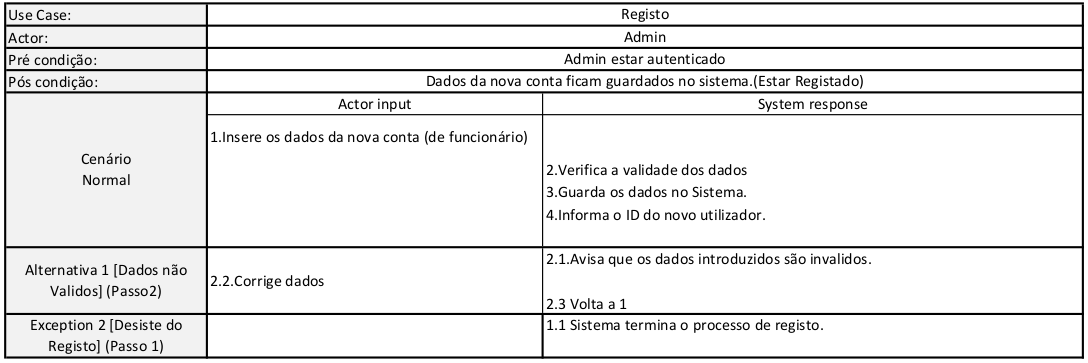 Use Case:
Registo
Actor:
Admin
Pré condição:
Admin estar autenticado
Pós condição:
Dados da nova conta ficam guardados no sistema.(Estar Registado)
Cenário
Normal
Actor input
System response
1.Insere os dados da nova conta (de funcionário)
2.Verifica a validade dos dados
3.Guarda os dados no Sistema.
4.Informa o ID do novo utilizador.
Alternativa 1 [Dados não
Validos] (Passo2)
2.1.Avisa que os dados introduzidos são invalidos.
2.2.Corrige dados
2.3 Volta a 1
Exception 2 [Desiste do
Registo] (Passo 1)
1.1 Sistema termina o processo de registo.